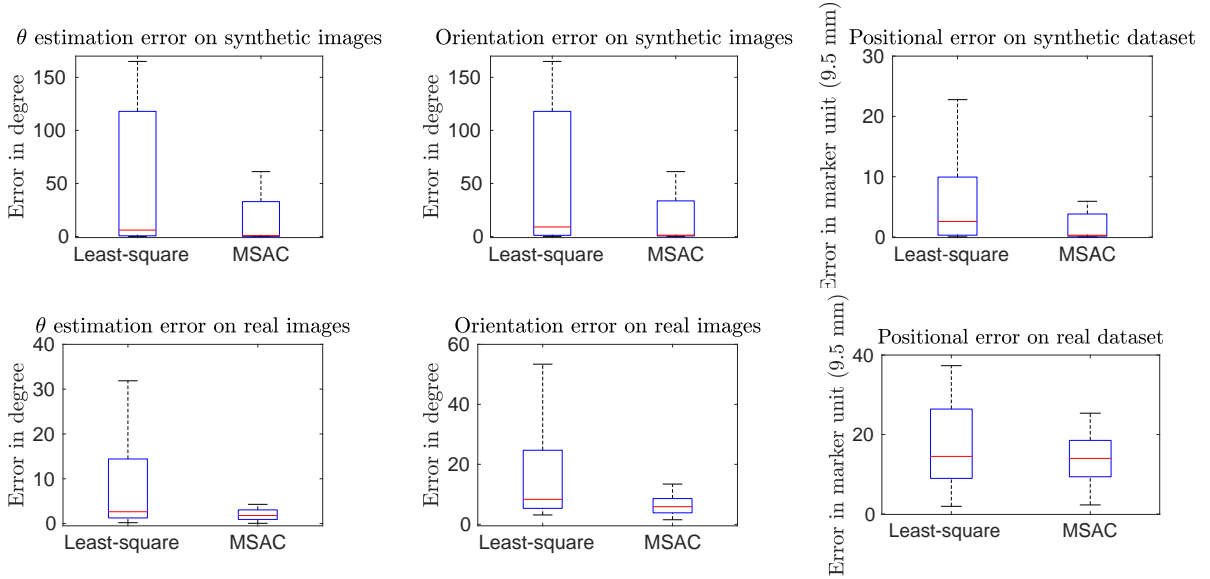 θ estimation error on synthetic images
Error in degree
150
100
50
0
Least-square MSAC
Orientation error on synthetic images
Error in degree
150
100
50
0
Least-square MSAC
Positional error on synthetic dataset
Error in marker unit (9.5 mm)
30
20
10
0
Least-square MSAC
θ estimation error on real images
Error in degree
40
30
20
10
0
Least-square MSAC
Orientation error on real images
Error in degree
60
40
20
0
Least-square MSAC
Positional error on real dataset
Error in marker unit (9.5 mm)
40
20
0
Least-square MSAC